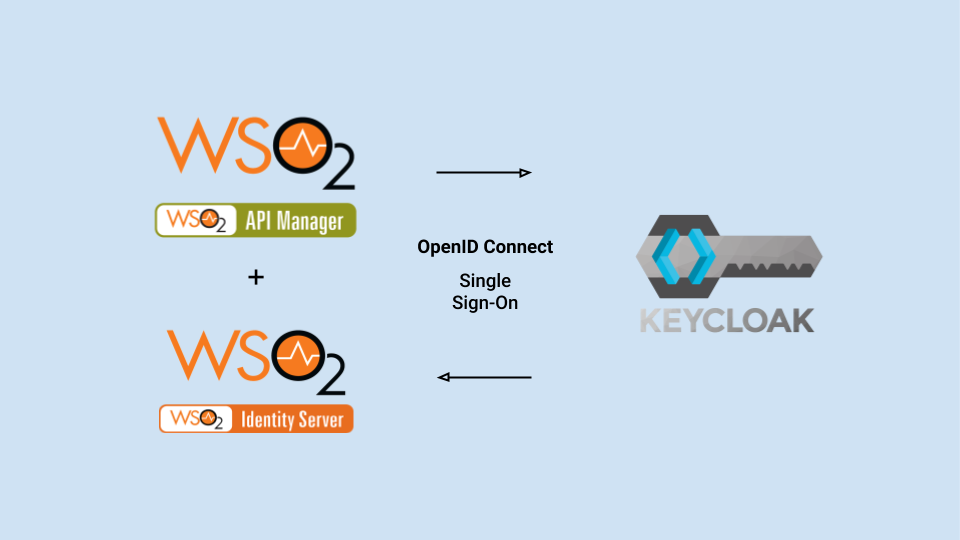 WSO2
WSO2 API Manager
+
WSO2
WSO2 Identity Server
OpenID Connect
Single
Sign-On
KEYCLOAK